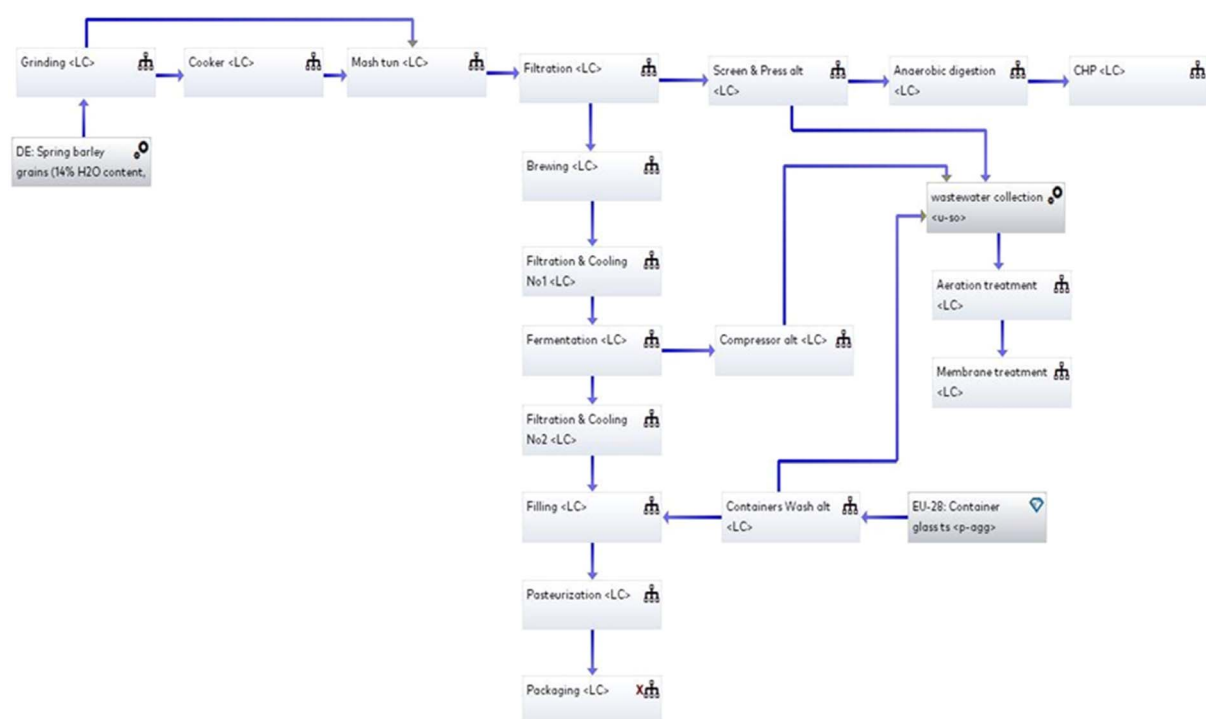 Grinding <LC>
Cooker <LC>
Mash tun <LC>
Filtration <LC>
Screen & Press alt
<LC>
Anaerobic digestion
<LC>
CHP <LC>
DE: Spring barley
grains (14% H2O content,
Brewing <LC>
wastewater collection
<u-so>
Filtration & Cooling
No1 <LC>
Aeration treatment
<LC>
Fermentation <LC>
Compressor alt <LC>
Membrane treatment
<LC>
Filtration & Cooling
No2 <LC>
Filling <LC>
Containers Wash alt
<LC>
EU-28: Container
glass ts <p-agg>
Pasteurization <LC>
Packaging <LC>
X